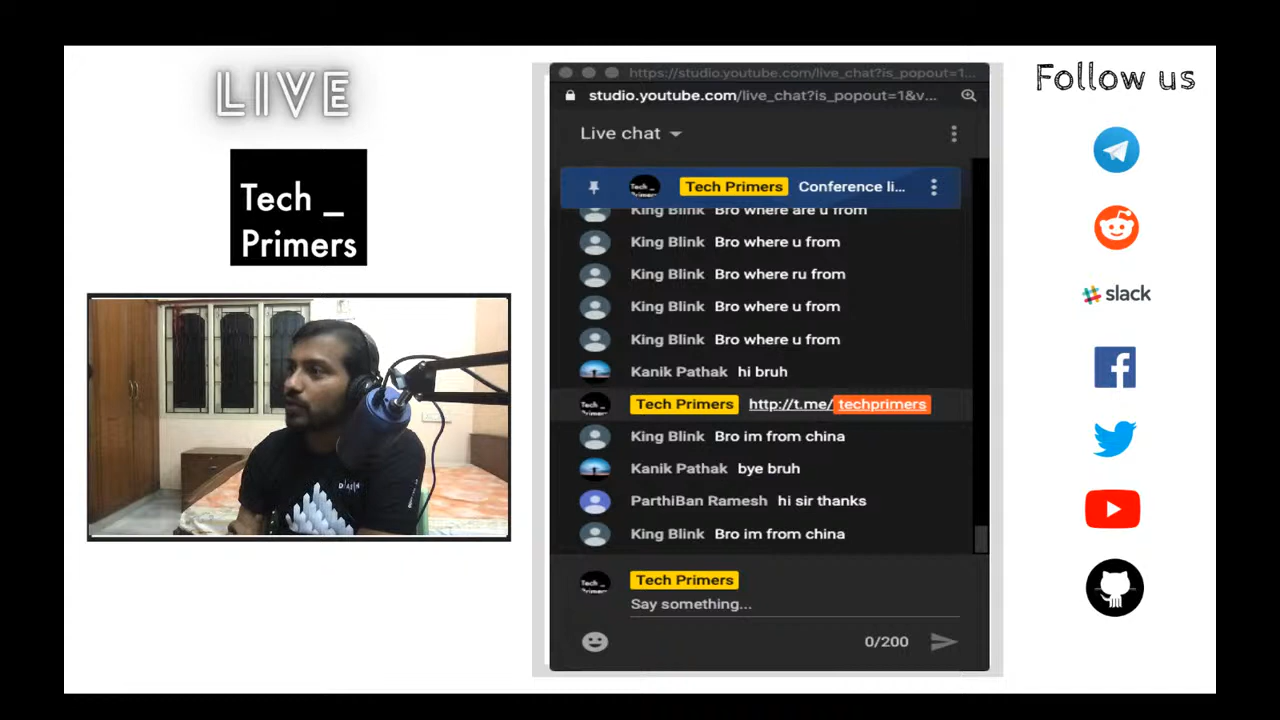 LIVE
Tech _
Primers
https://studio.youtube.com/live_chat?is_popout=1...
studio.youtube.com/live_chat?is_popout=1&v...
Live chat
Tech Primers Conference li...
King Blink Bro where are u from
King Blink Bro where u from
King Blink Bro where ru from
King Blink Bro where u from
King Blink Bro where u from
Kanik Pathak hi bruh
Tech Primers http://t.me/techprimers
King Blink Bro im from china
Kanik Pathak bye bruh
ParthiBan Ramesh hi sir thanks
King Blink Bro im from china
Tech Primers
Say something...
0/200
Follow us
slack